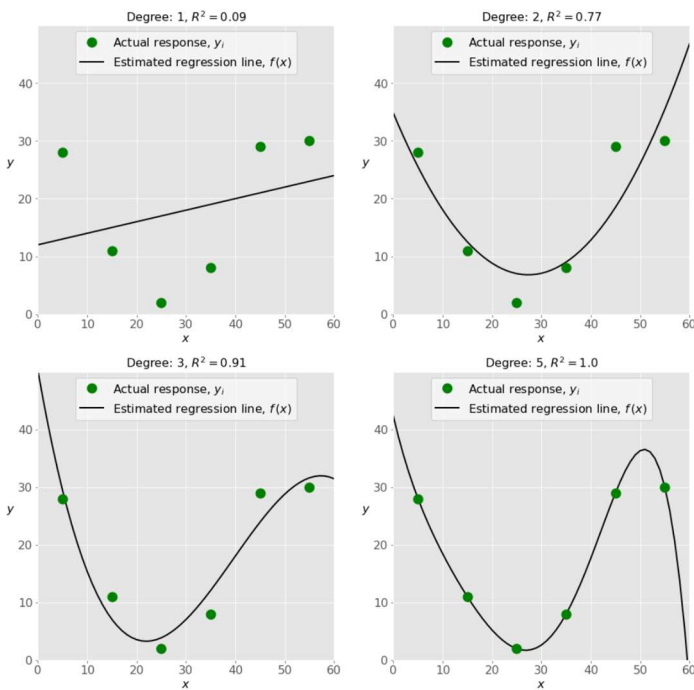 Degree: 1, R² = 0.09
Actual response, yᵢ
Estimated regression line, f(x)
40
30
y
20
10
0
0 10 20 30 40 50 60
x
Degree: 2, R² = 0.77
Actual response, yᵢ
Estimated regression line, f(x)
40
30
y
20
10
0
0 10 20 30 40 50 60
x
Degree: 3, R² = 0.91
Actual response, yᵢ
Estimated regression line, f(x)
40
30
y
20
10
0
0 10 20 30 40 50 60
x
Degree: 5, R² = 1.0
Actual response, yᵢ
Estimated regression line, f(x)
40
30
y
20
10
0
0 10 20 30 40 50 60
x